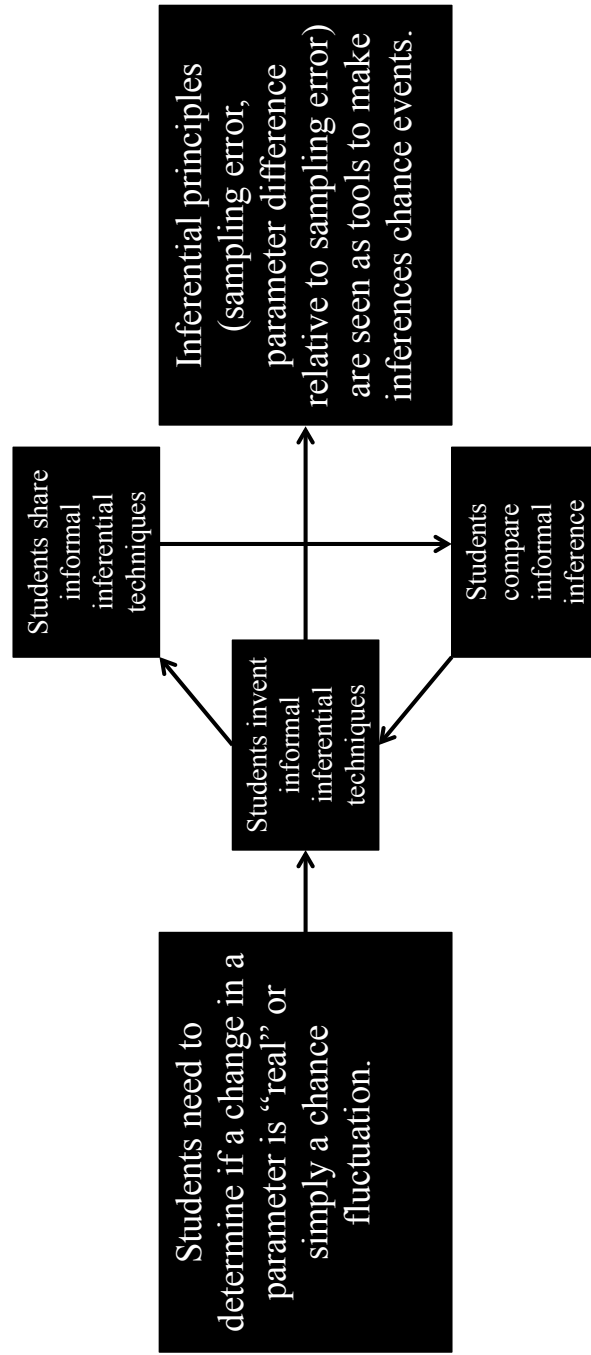 Students need to
determine if a change in a
parameter is “real” or
simply a chance
fluctuation.
Students invent
informal
inferential
techniques
Students share
informal
inferential
techniques
Students
compare
informal
inference
Inferential principles
(sampling error,
parameter difference
relative to sampling error)
are seen as tools to make
inferences chance events.